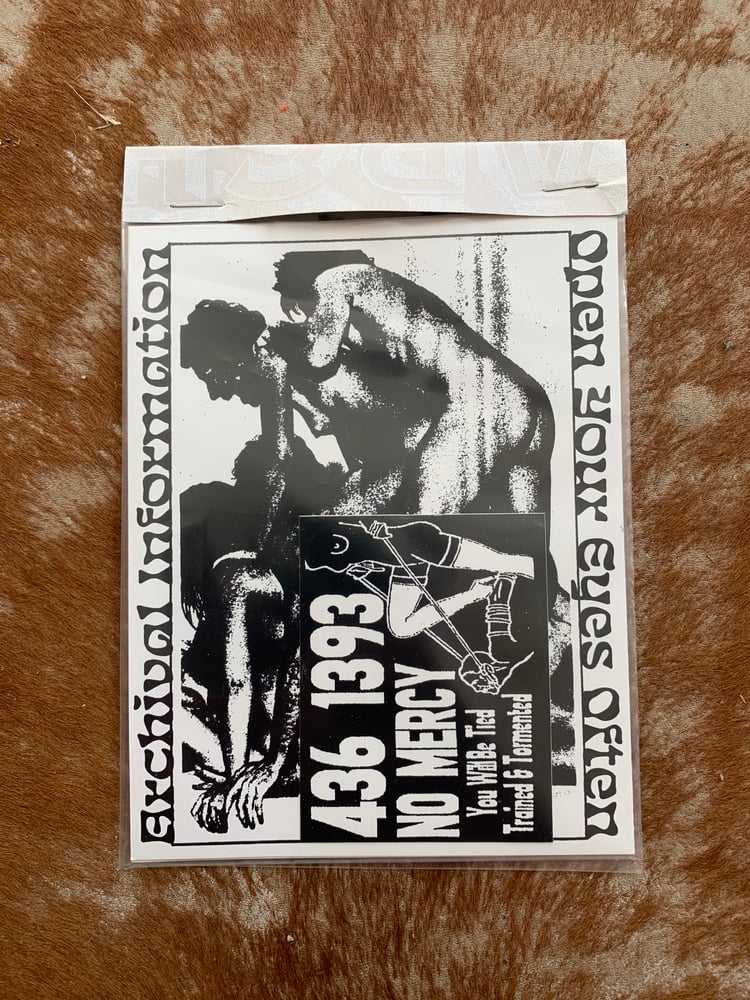 Archival Information
Open Your Eyes Often
436 1393
NO MERCY
You Will Be Tied
Trained & Tormented